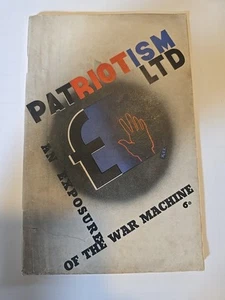 PATRIOTISM
LTD
£
AN EXPOSURE
OF THE WAR MACHINE
6D